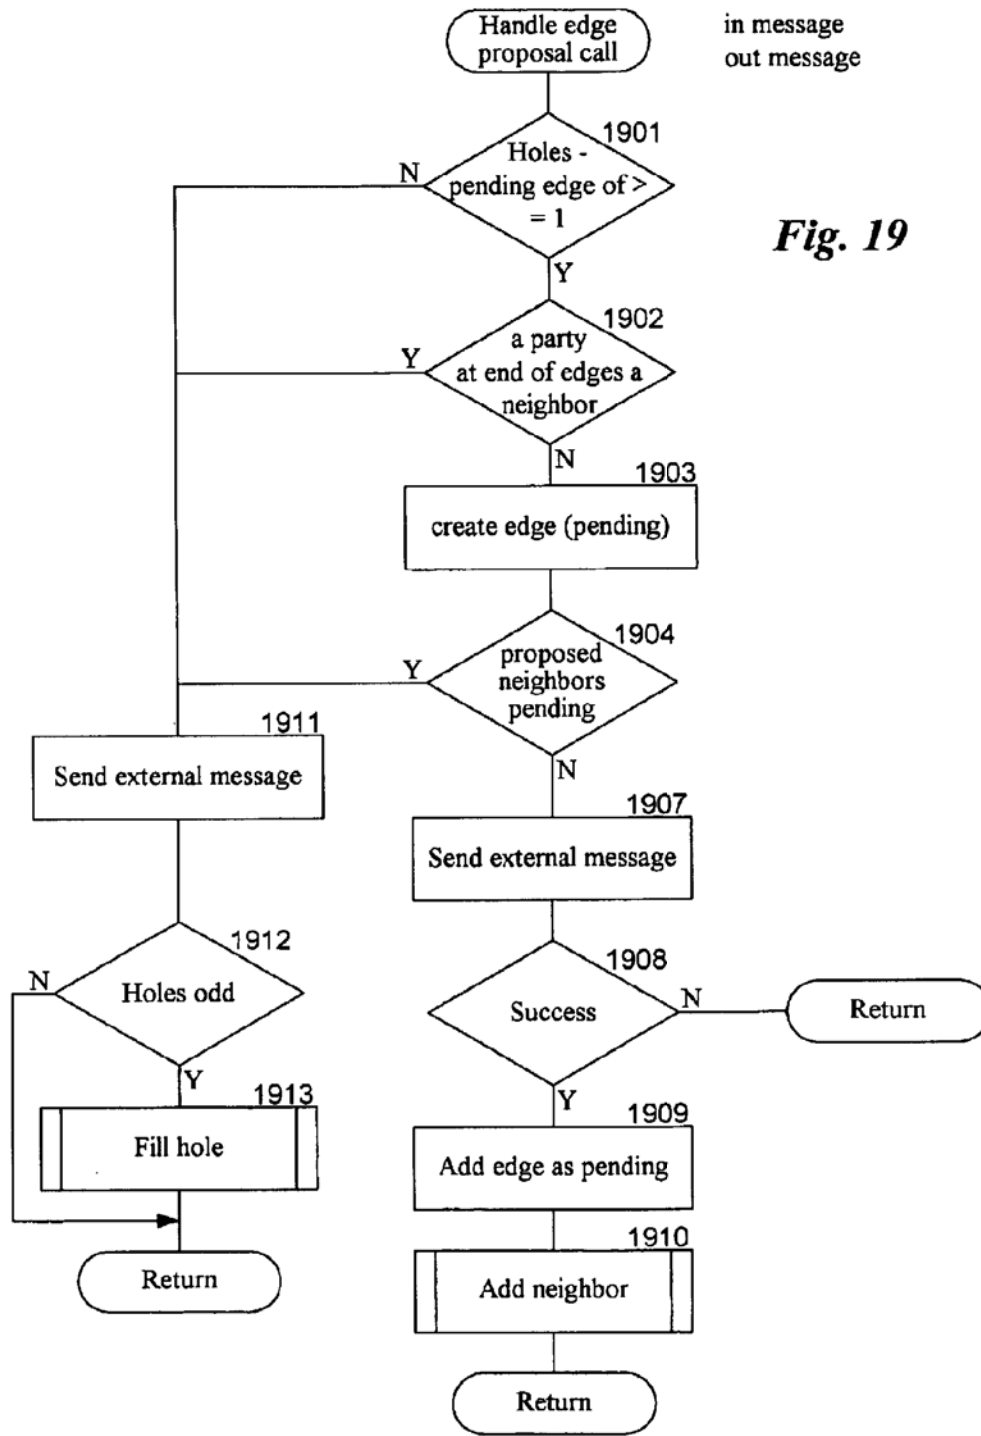 Handle edge
proposal call
in message
out message
1901
Holes -
pending edge of >
= 1
N
Y
Fig. 19
1902
a party
at end of edges a
neighbor
Y
N
1903
create edge (pending)
1904
proposed
neighbors
pending
Y
N
1911
Send external message
1907
Send external message
1912
Holes odd
N
Y
1908
Success
N
Return
Y
1913
Fill hole
1909
Add edge as pending
1910
Add neighbor
Return
Return